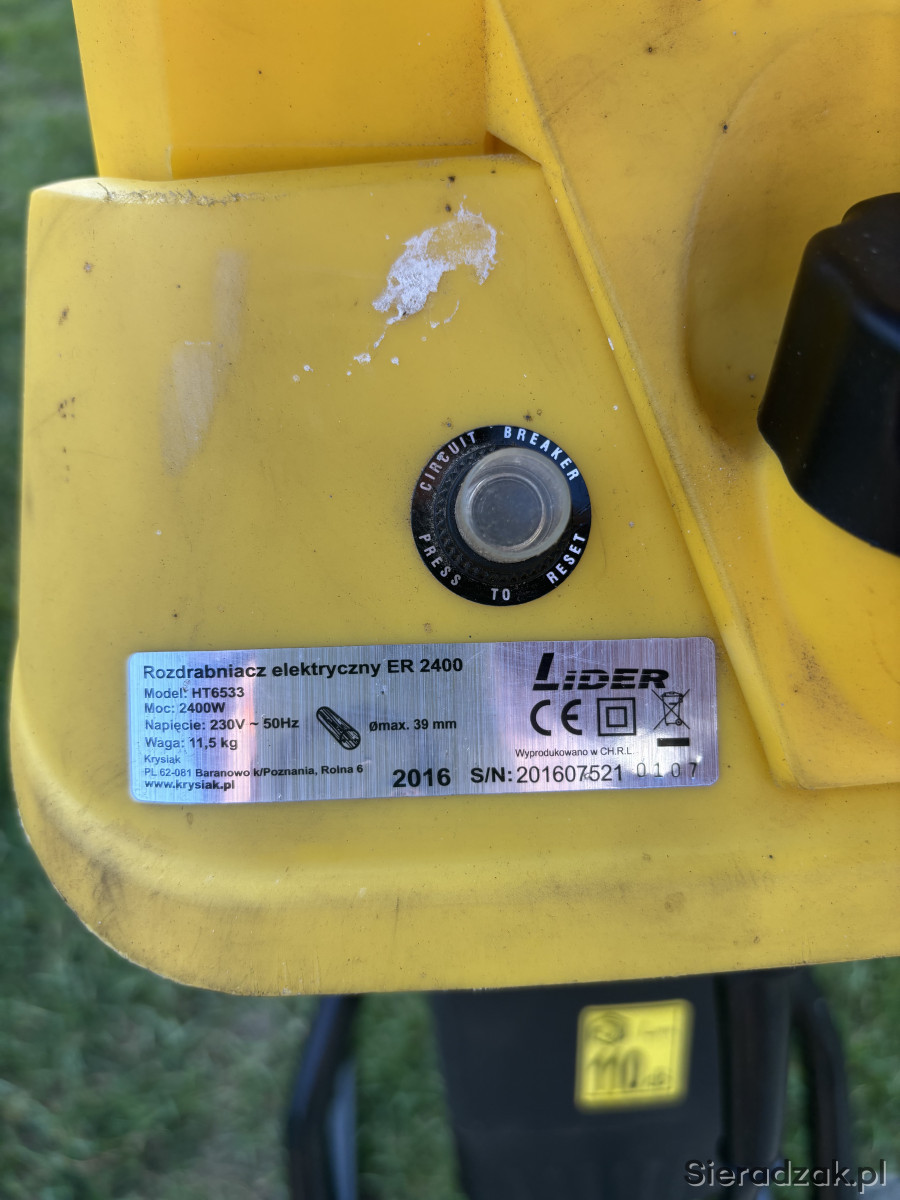 CIRCUIT BREAKER
PRESS TO RESET
Rozdrabniacz elektryczny ER 2400
Model: HT6533
Moc: 2400W
Napięcie: 230V ~ 50Hz
Waga: 11,5 kg
ømax. 39 mm
Krysiak
PL 62-081 Baranowo k/Poznania, Rolna 6
www.krysiak.pl
LIDER
CE
Wyprodukowano w CH.R.L
2016 S/N: 201607521 0107
110
Sieradzak.pl